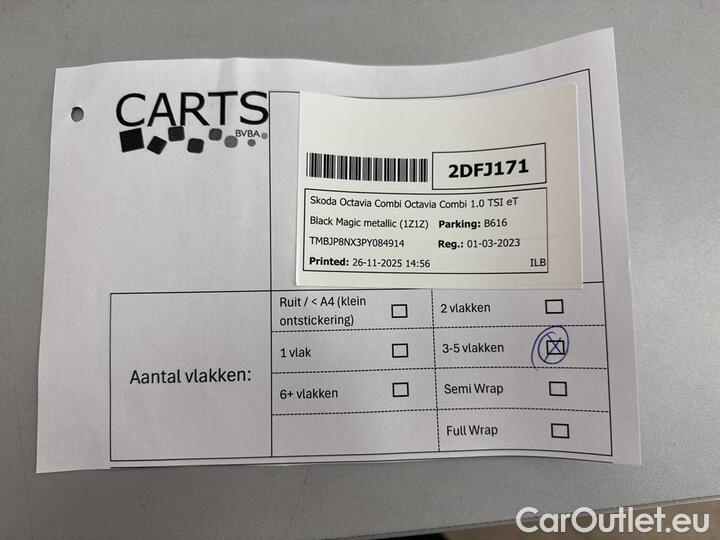 CARTS
BVBA
2DFJ171
Skoda Octavia Combi Octavia Combi 1.0 TSI eT
Black Magic metallic (1Z1Z) Parking: B616
TMBJP8NX3PY084914 Reg.: 01-03-2023
Printed: 26-11-2025 14:56 ILB
Aantal vlakken:
Ruit / < A4 (klein
ontstickering)
2 vlakken
1 vlak
3-5 vlakken
6+ vlakken
Semi Wrap
Full Wrap
CarOutlet.eu